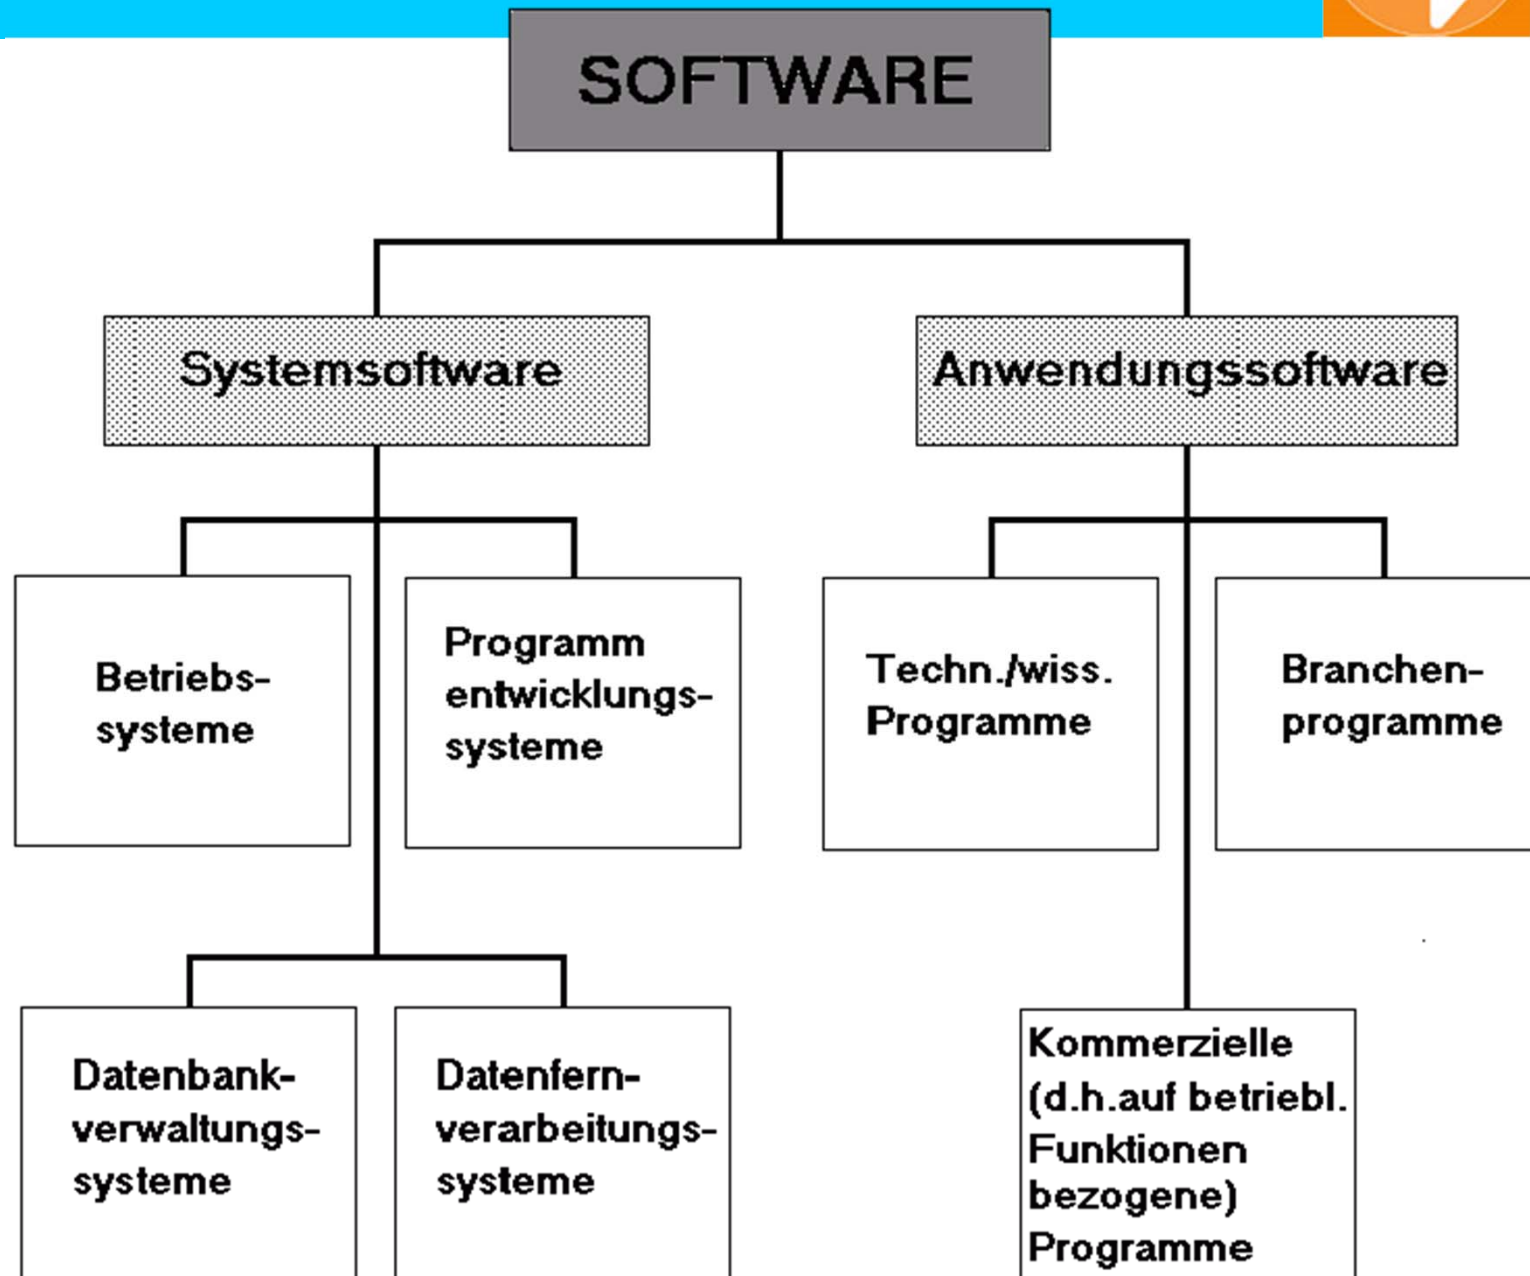 SOFTWARE
Systemsoftware
Anwendungssoftware
Betriebs-
systeme
Programm
entwicklungs-
systeme
Techn./wiss.
Programme
Branchen-
programme
Datenbank-
verwaltungs-
systeme
Datenfern-
verarbeitungs-
systeme
Kommerzielle
(d.h.auf betriebl.
Funktionen
bezogene)
Programme